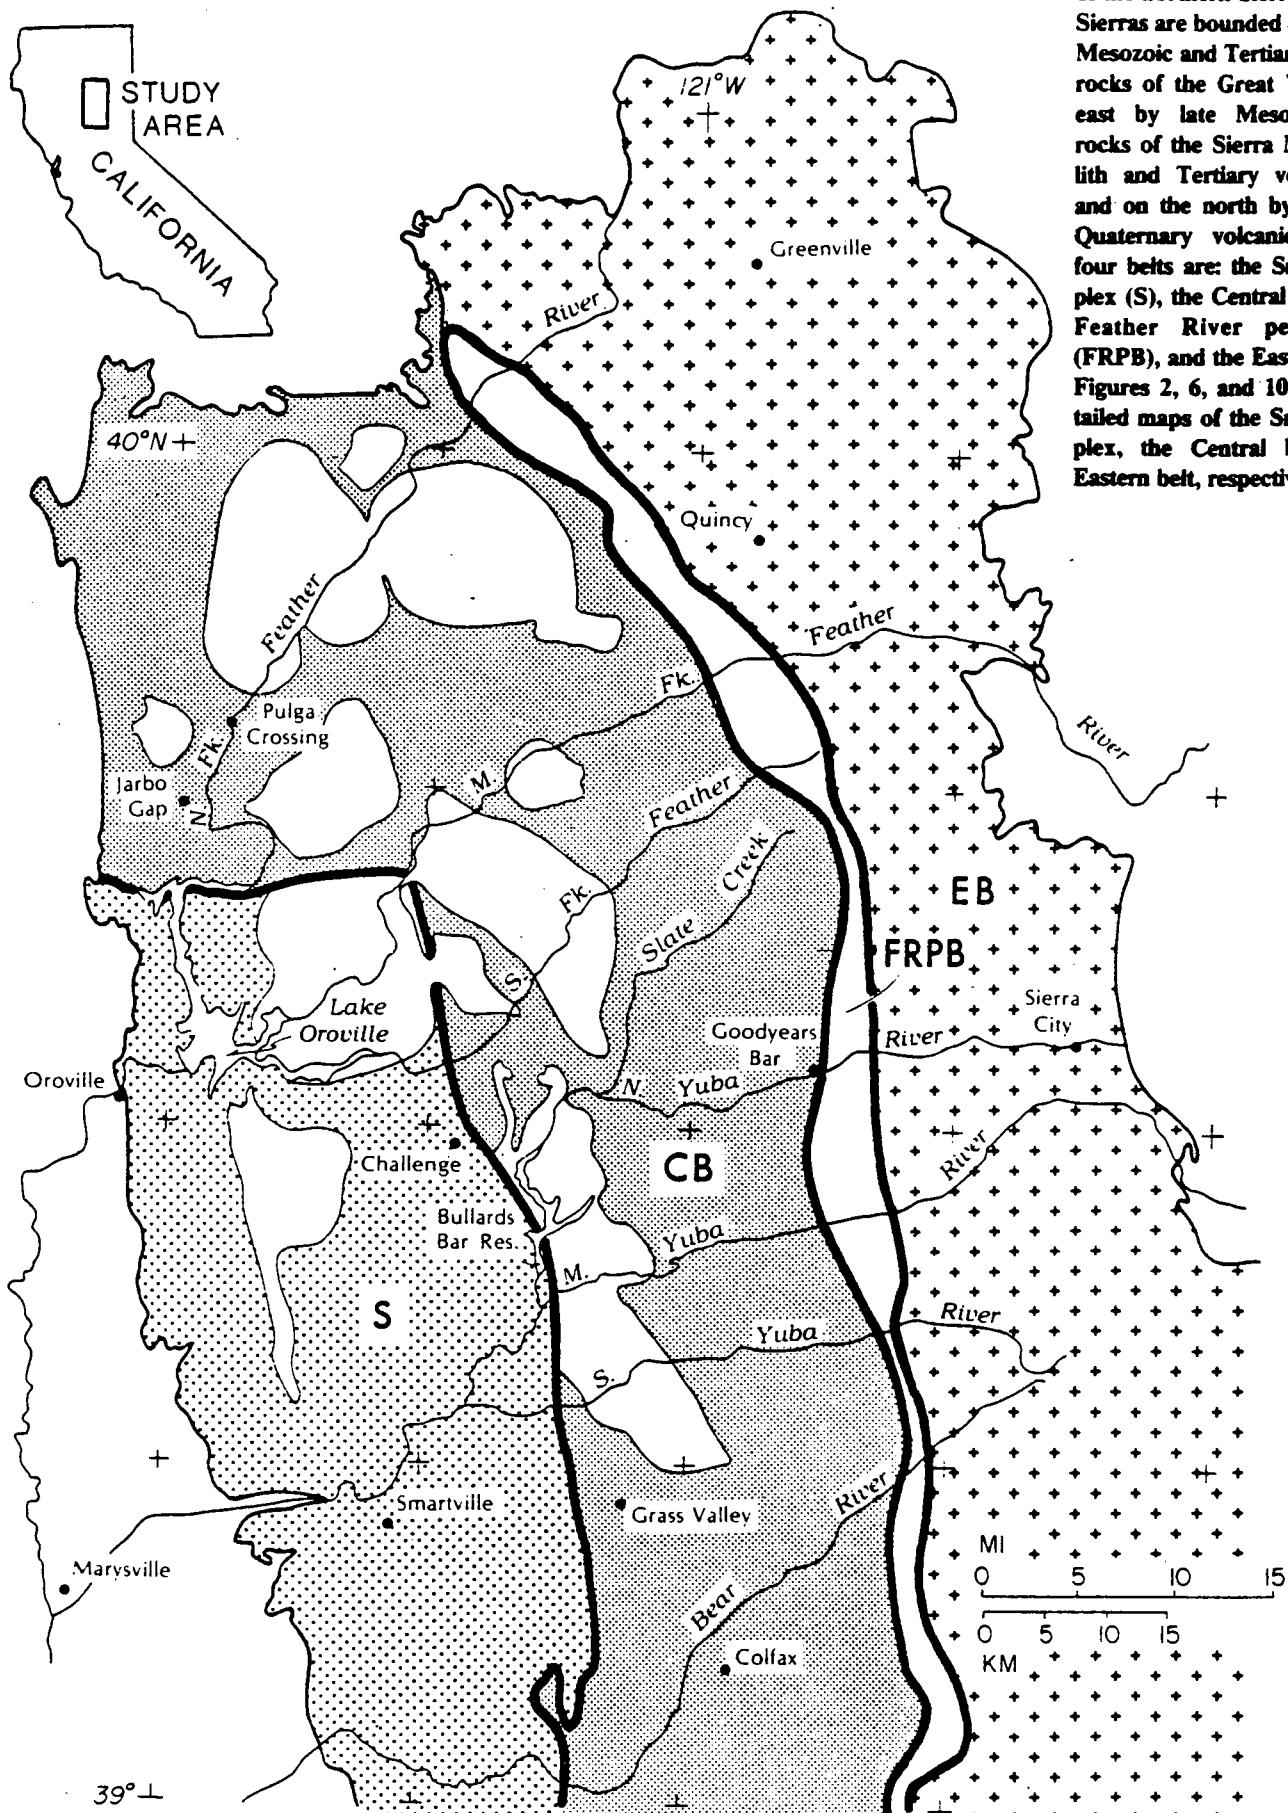 STUDY
AREA
CALIFORNIA
Sierras are bounded
Mesozoic and Tertiar
rocks of the Great
east by late Meso
rocks of the Sierra
lith and Tertiary
and on the north by
Quaternary volcani
four belts are: the
plex (S), the Central
Feather River pe
(FRPB), and the Eas
Figures 2, 6, and 10
tailed maps of the
plex, the Central
Eastern belt, respectiv
121°W
Greenville
River
40°N
Quincy
Feather
Feather
Fk.
River
Pulga
Crossing
Fk.
N.
Jarbo
Gap
M.
Feather
Fk.
S.
Creek
Slate
EB
FRPB
Sierra
City
Lake
Oroville
Goodyears
Bar
River
Oroville
N.
Yuba
River
Challenge
CB
Bullards
Bar Res.
Yuba
M.
S
River
Yuba
S.
Smartville
Grass Valley
River
Marysville
Bear
Colfax
MI
0 5 10 15
0 5 10 15
KM
39°